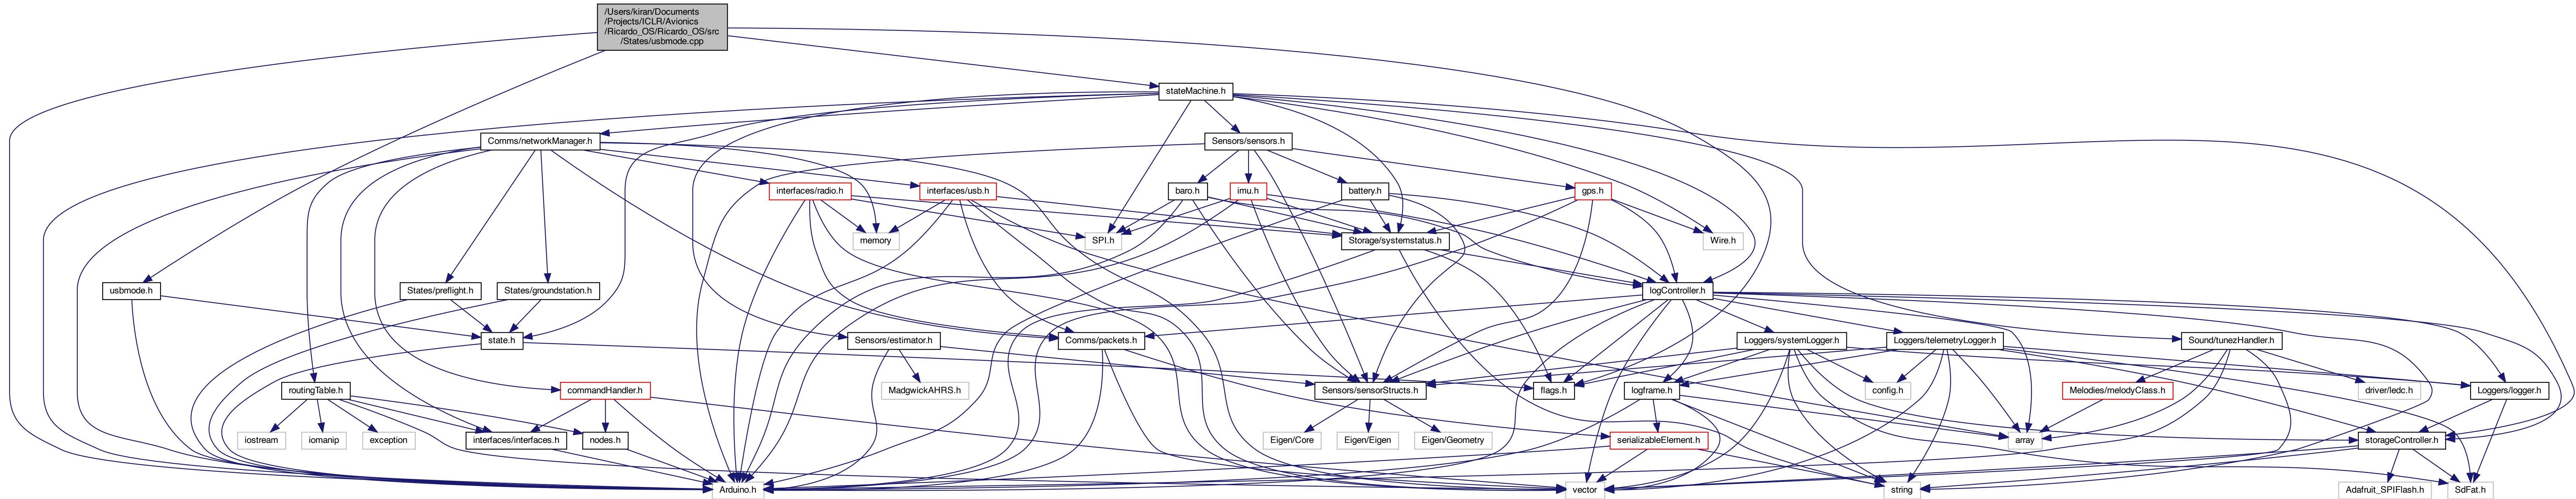 /Users/kiran/Documents
/Projects/ICLR/Avionics
/Ricardo_OS/Ricardo_OS/src
/States/usbmode.cpp
stateMachine.h
Comms/networkManager.h
Sensors/sensors.h
interfaces/radio.h
interfaces/usb.h
baro.h
imu.h
battery.h
gps.h
memory
SPI.h
Storage/systemstatus.h
Wire.h
usbmode.h
States/preflight.h
States/groundstation.h
logController.h
state.h
Sensors/estimator.h
Comms/packets.h
Loggers/systemLogger.h
Loggers/telemetryLogger.h
Sound/tunezHandler.h
routingTable.h
commandHandler.h
MadgwickAHRS.h
Sensors/sensorStructs.h
flags.h
logframe.h
config.h
Melodies/melodyClass.h
driver/ledc.h
Loggers/logger.h
iostream
iomanip
exception
interfaces/interfaces.h
nodes.h
Eigen/Core
Eigen/Eigen
Eigen/Geometry
serializableElement.h
array
storageController.h
Arduino.h
vector
string
Adafruit_SPIFlash.h
SdFat.h